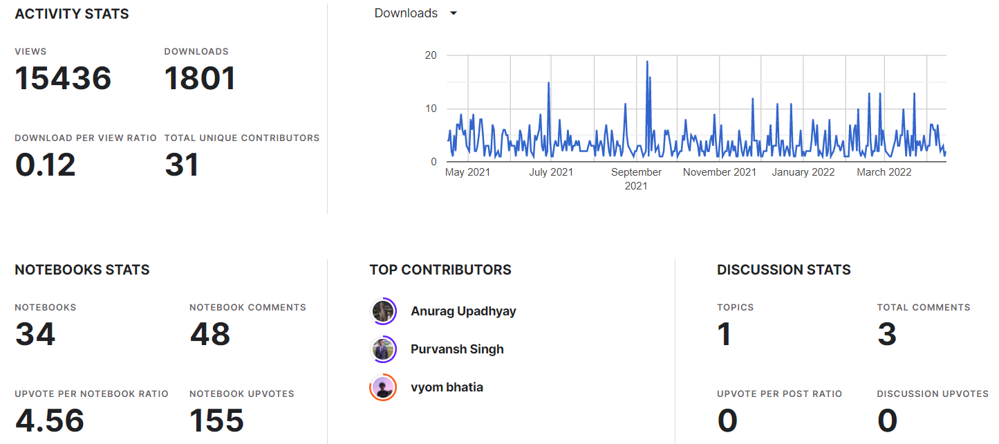 ACTIVITY STATS
VIEWS
15436
DOWNLOADS
1801
DOWNLOAD PER VIEW RATIO
0.12
TOTAL UNIQUE CONTRIBUTORS
31
Downloads
20
10
0
May 2021
July 2021
September
2021
November 2021
January 2022
March 2022
NOTEBOOKS STATS
NOTEBOOKS
34
NOTEBOOK COMMENTS
48
UPVOTE PER NOTEBOOK RATIO
4.56
NOTEBOOK UPVOTES
155
TOP CONTRIBUTORS
Anurag Upadhyay
Purvansh Singh
vyom bhatia
DISCUSSION STATS
TOPICS
1
TOTAL COMMENTS
3
UPVOTE PER POST RATIO
0
DISCUSSION UPVOTES
0